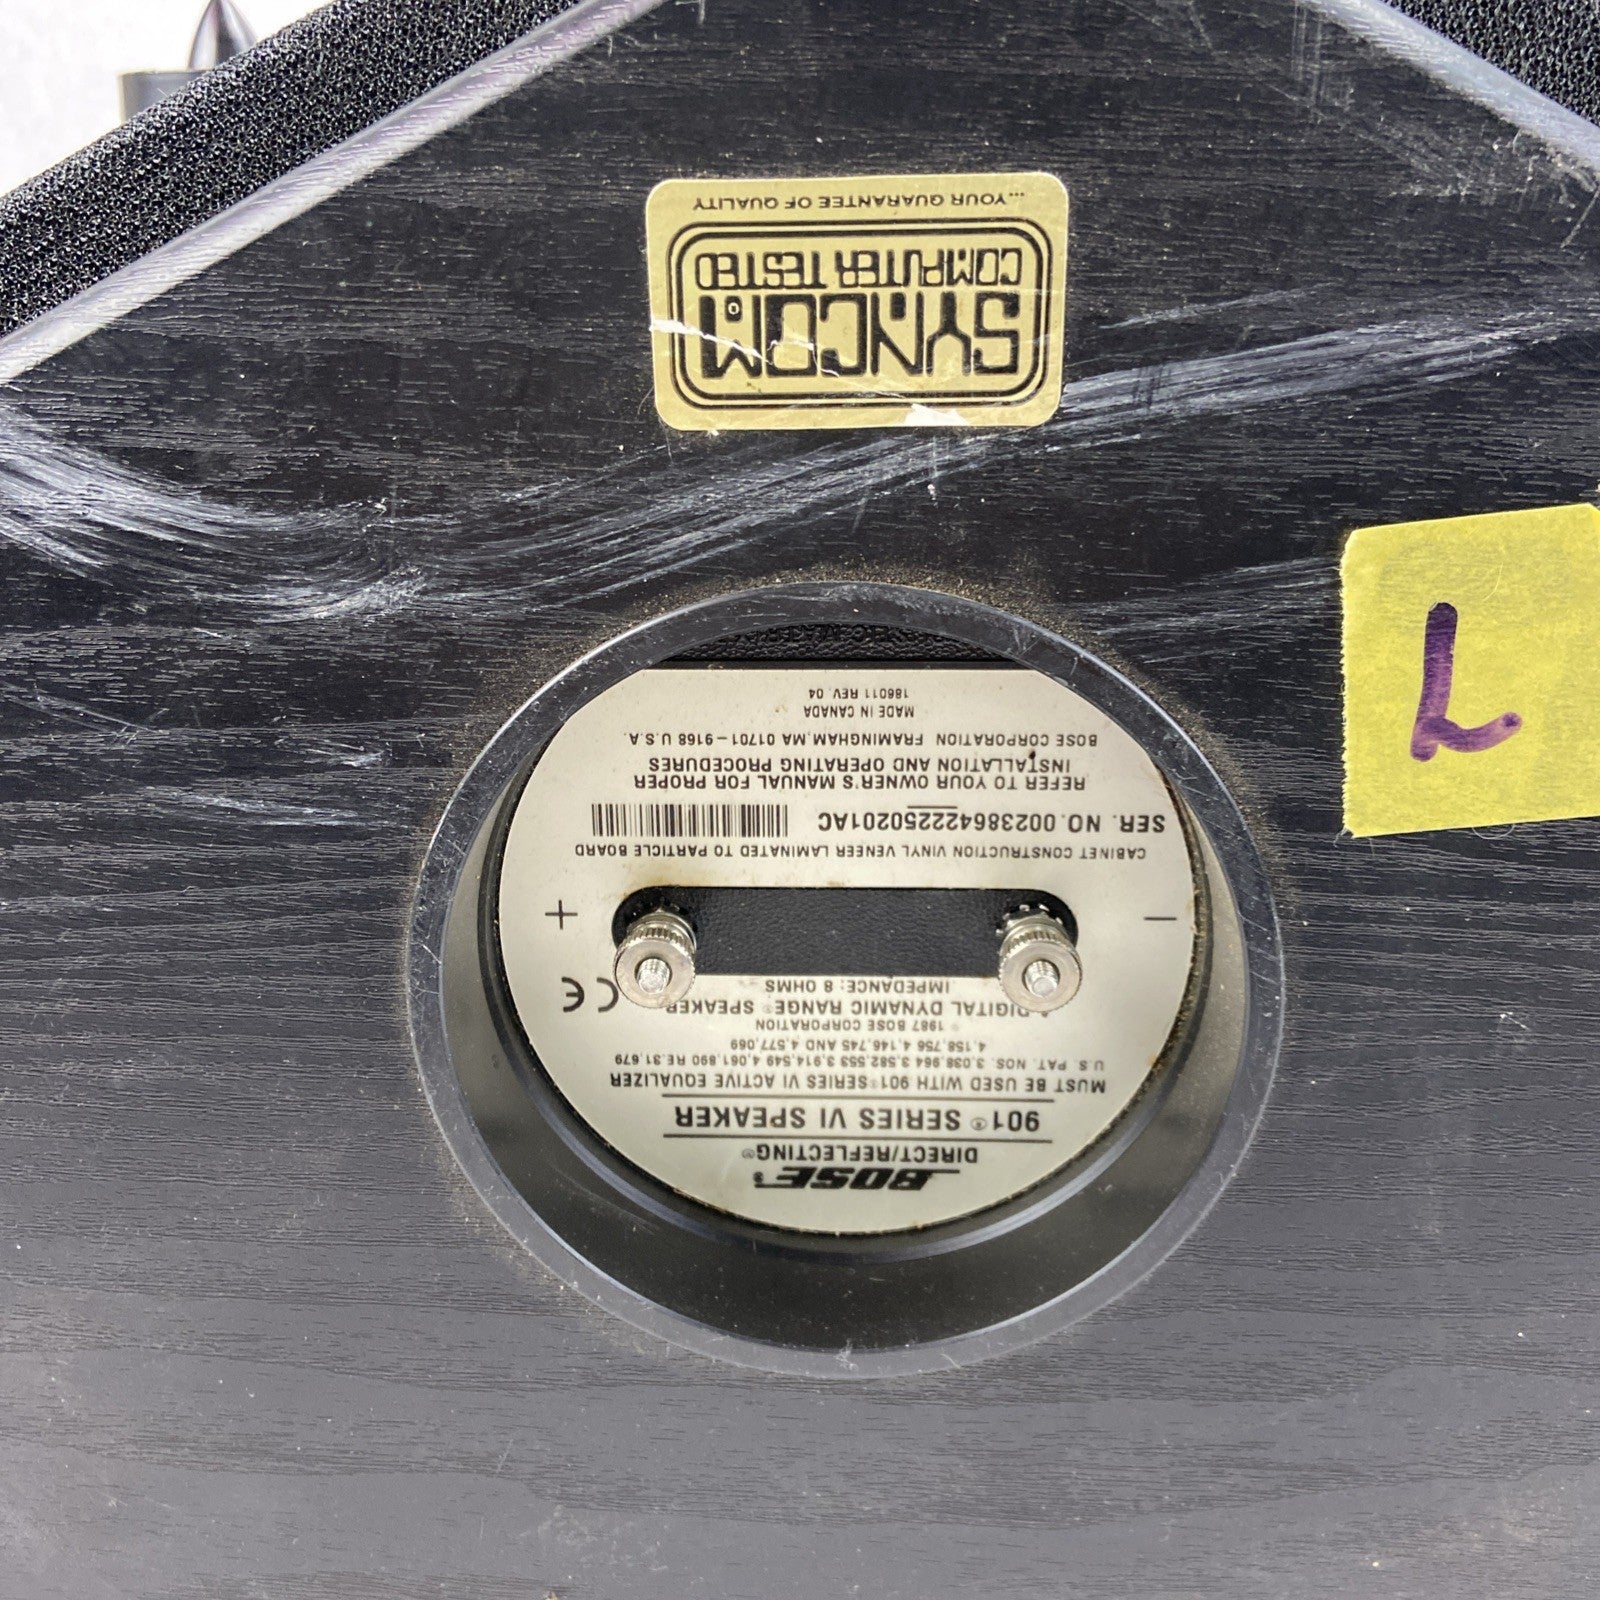 BOSE®
DIRECT/REFLECTING®
901® SERIES VI SPEAKER
MUST BE USED WITH 901® SERIES VI ACTIVE EQUALIZER
U.S. PAT. NOS. 3,038,964 3,582,553 3,914,549 4,061,890 RE.31,679
4,158,756 4,146,745 AND 4,577,069
© 1987 BOSE CORPORATION
DIGITAL DYNAMIC RANGE® SPEAKER
IMPEDANCE: 8 OHMS
CE
- +
CABINET CONSTRUCTION VINYL VENEER LAMINATED TO PARTICLE BOARD
SER. NO. 0023864222250201AC
REFER TO YOUR OWNER'S MANUAL FOR PROPER
INSTALLATION AND OPERATING PROCEDURES
BOSE CORPORATION FRAMINGHAM, MA 01701-9168 U.S.A.
MADE IN CANADA
186011 REV. 04
L
SYNCOM
COMPUTER TESTED
...YOUR GUARANTEE OF QUALITY